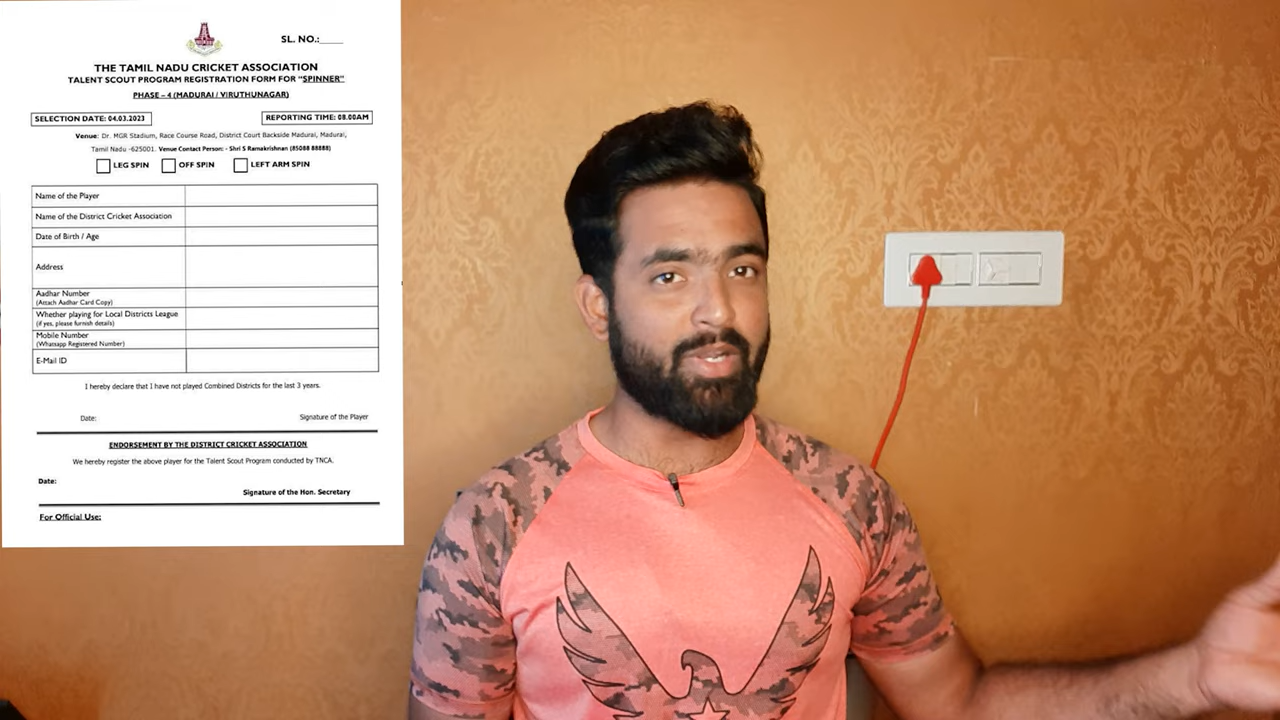 SL. NO.:____
THE TAMIL NADU CRICKET ASSOCIATION
TALENT SCOUT PROGRAM REGISTRATION FORM FOR "SPINNER"
PHASE – 4 (MADURAI / VIRUTHUNAGAR)
SELECTION DATE: 04.03.2023
REPORTING TIME: 08.00AM
Venue: Dr. MGR Stadium, Race Course Road, District Court Backside Madurai, Madurai,
Tamil Nadu -625001. Venue Contact Person: - Shri S Ramakrishnan (85088 88888)
LEG SPIN OFF SPIN LEFT ARM SPIN
Name of the Player
Name of the District Cricket Association
Date of Birth / Age
Address
Aadhar Number
(Attach Aadhar Card Copy)
Whether playing for Local Districts League
(if yes, please furnish details)
Mobile Number
(Whatsapp Registered Number)
E-Mail ID
I hereby declare that I have not played Combined Districts for the last 3 years.
Date: Signature of the Player
ENDORSEMENT BY THE DISTRICT CRICKET ASSOCIATION
We hereby register the above player for the Talent Scout Program conducted by TNCA.
Date:
Signature of the Hon. Secretary
For Official Use: